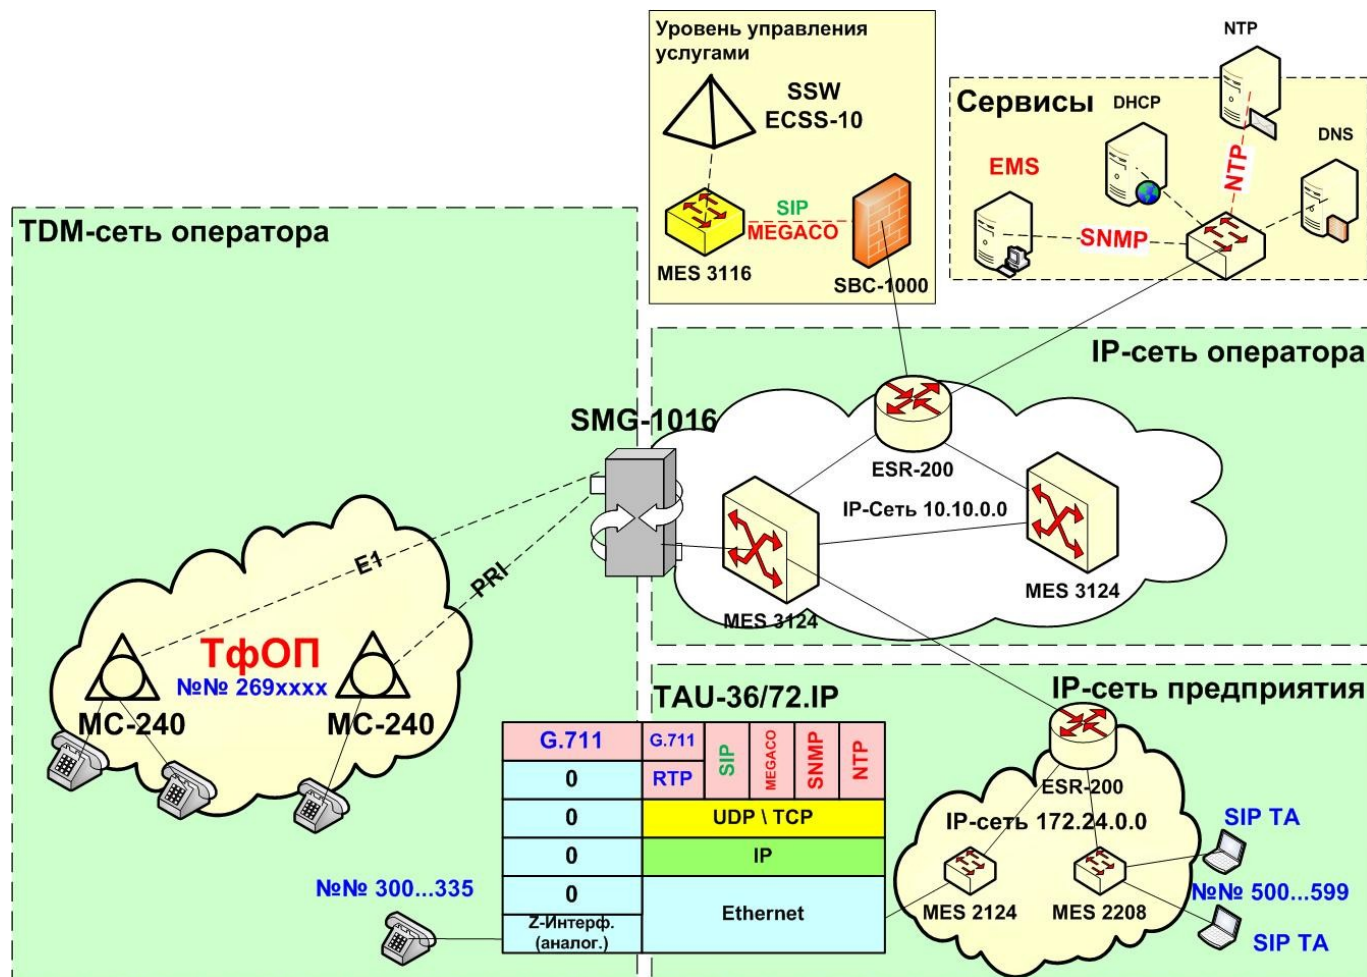 Уровень управления
услугами
SSW
ECSS-10
SIP
MEGACO
MES 3116
SBC-1000
NTP
Сервисы
DHCP
DNS
EMS
NTP
SNMP
TDM-сеть оператора
IP-сеть оператора
SMG-1016
ESR-200
IP-Сеть 10.10.0.0
MES 3124
MES 3124
E1
PRI
ТфОП
№№ 269xxxx
МС-240
МС-240
TAU-36/72.IP
IP-сеть предприятия
G.711
G.711
SIP
MEGACO
SNMP
NTP
0
RTP
0
UDP \ TCP
0
IP
0
Ethernet
Z-Интерф.
(аналог.)
№№ 300...335
ESR-200
IP-сеть 172.24.0.0
SIP TA
MES 2124
MES 2208
№№ 500...599
SIP TA